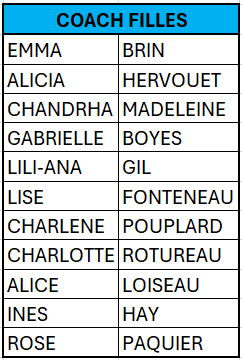 COACH FILLES
EMMA BRIN
ALICIA HERVOUET
CHANDRHA MADELEINE
GABRIELLE BOYES
LILI-ANA GIL
LISE FONTENEAU
CHARLENE POUPLARD
CHARLOTTE ROTUREAU
ALICE LOISEAU
INES HAY
ROSE PAQUIER